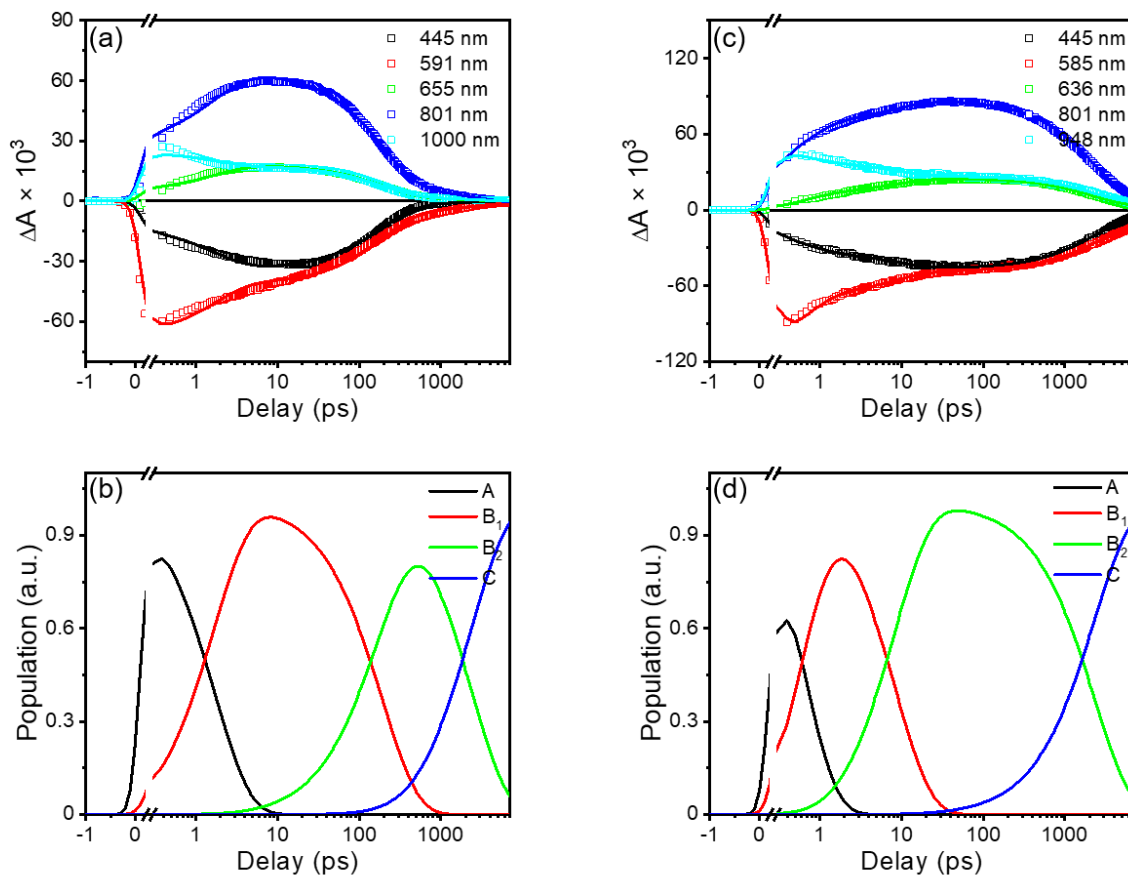 (a)
90
60
30
0
-30
-60
ΔA × 10³
445 nm
591 nm
655 nm
801 nm
1000 nm
-1 0 1 10 100 1000
Delay (ps)
(c)
120
60
0
-60
-120
ΔA × 10³
445 nm
585 nm
636 nm
801 nm
948 nm
-1 0 1 10 100 1000
Delay (ps)
(b)
0.9
0.6
0.3
0
Population (a.u.)
A
B₁
B₂
C
-1 0 1 10 100 1000
Delay (ps)
(d)
0.9
0.6
0.3
0
Population (a.u.)
A
B₁
B₂
C
-1 0 1 10 100 1000
Delay (ps)